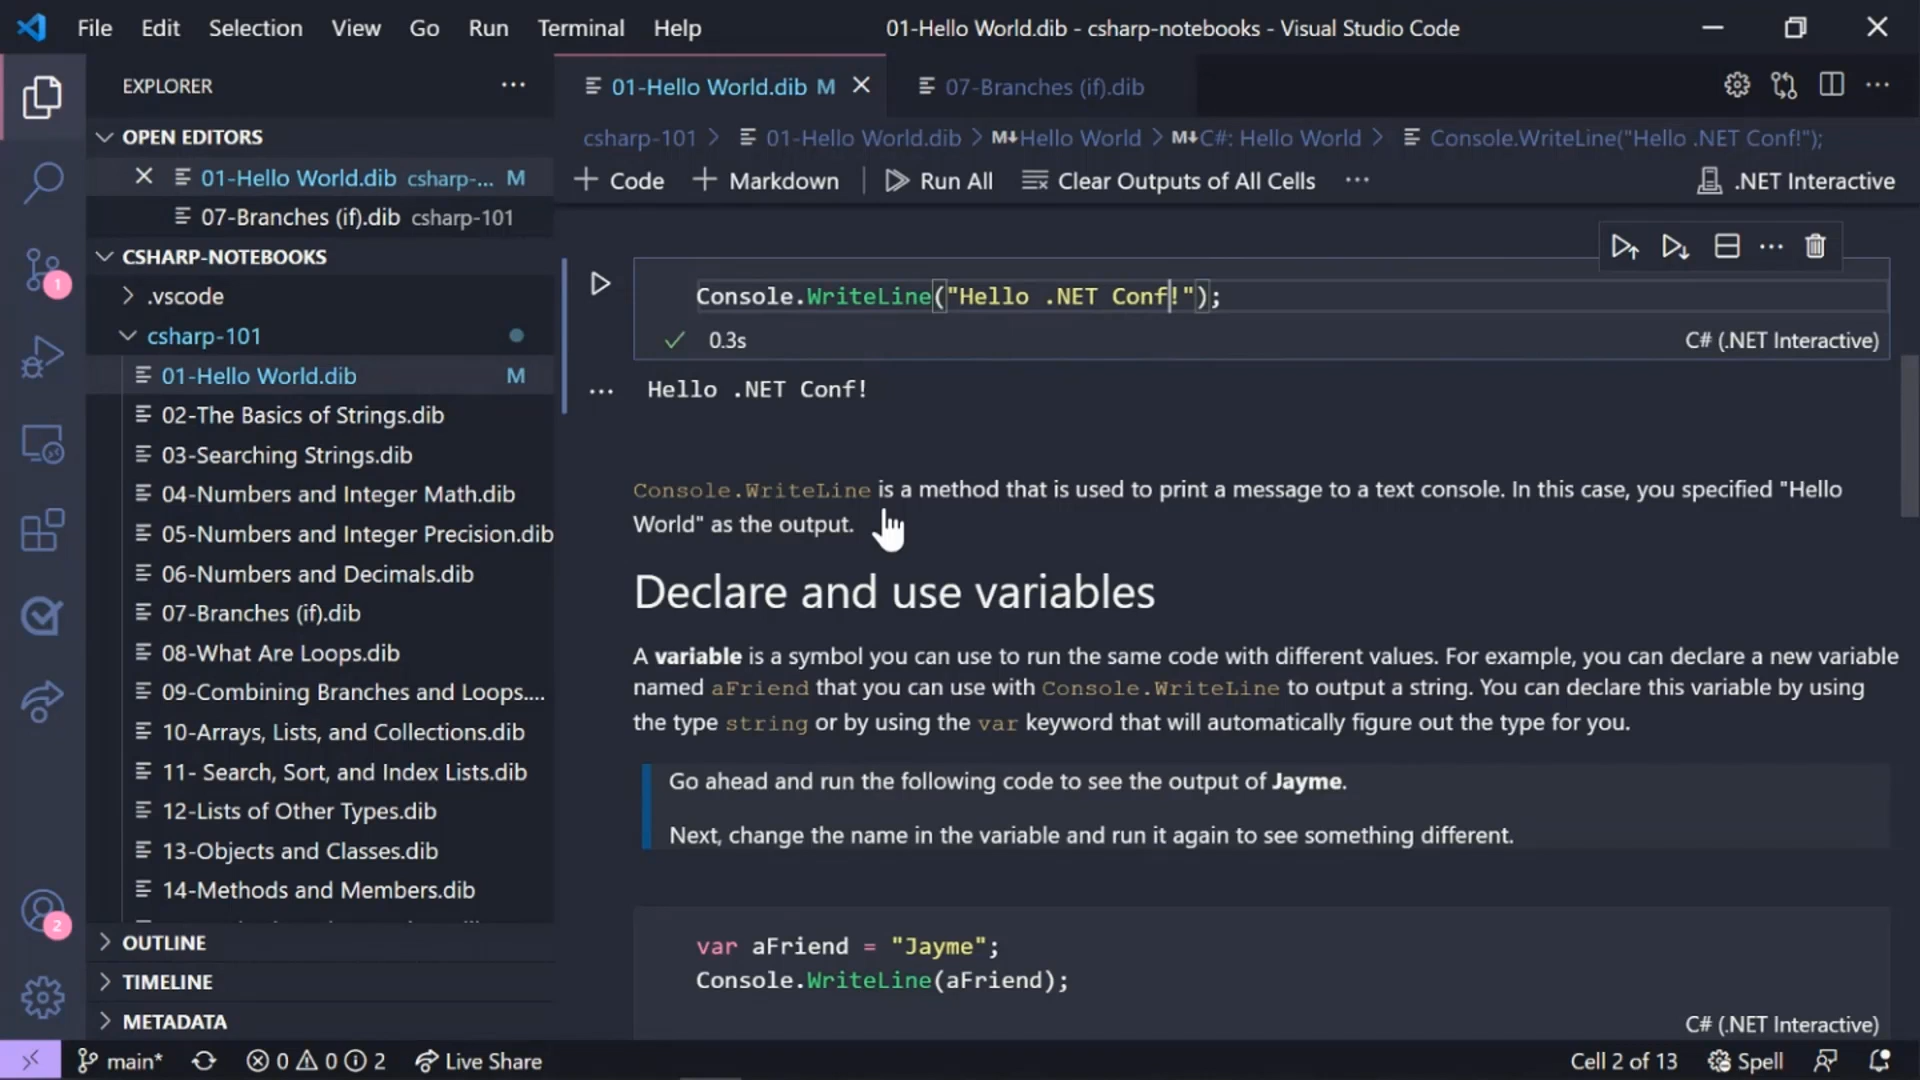 File Edit Selection View Go Run Terminal Help 01-Hello World.dib - csharp-notebooks - Visual Studio Code
EXPLORER
OPEN EDITORS
01-Hello World.dib csharp-... M
07-Branches (if).dib csharp-101
CSHARP-NOTEBOOKS
.vscode
csharp-101
01-Hello World.dib M
02-The Basics of Strings.dib
03-Searching Strings.dib
04-Numbers and Integer Math.dib
05-Numbers and Integer Precision.dib
06-Numbers and Decimals.dib
07-Branches (if).dib
08-What Are Loops.dib
09-Combining Branches and Loops....
10-Arrays, Lists, and Collections.dib
11- Search, Sort, and Index Lists.dib
12-Lists of Other Types.dib
13-Objects and Classes.dib
14-Methods and Members.dib
OUTLINE
TIMELINE
METADATA
01-Hello World.dib M 07-Branches (if).dib
csharp-101 > 01-Hello World.dib > M↓Hello World > M↓C#: Hello World > Console.WriteLine("Hello .NET Conf!");
+ Code + Markdown Run All Clear Outputs of All Cells ... .NET Interactive
Console.WriteLine("Hello .NET Conf!");
0.3s C# (.NET Interactive)
Hello .NET Conf!
Console.WriteLine is a method that is used to print a message to a text console. In this case, you specified "Hello
World" as the output.
Declare and use variables
A variable is a symbol you can use to run the same code with different values. For example, you can declare a new variable
named aFriend that you can use with Console.WriteLine to output a string. You can declare this variable by using
the type string or by using the var keyword that will automatically figure out the type for you.
Go ahead and run the following code to see the output of Jayme.
Next, change the name in the variable and run it again to see something different.
var aFriend = "Jayme";
Console.WriteLine(aFriend);
C# (.NET Interactive)
1
2
main* 0 0 2 Live Share Cell 2 of 13 Spell